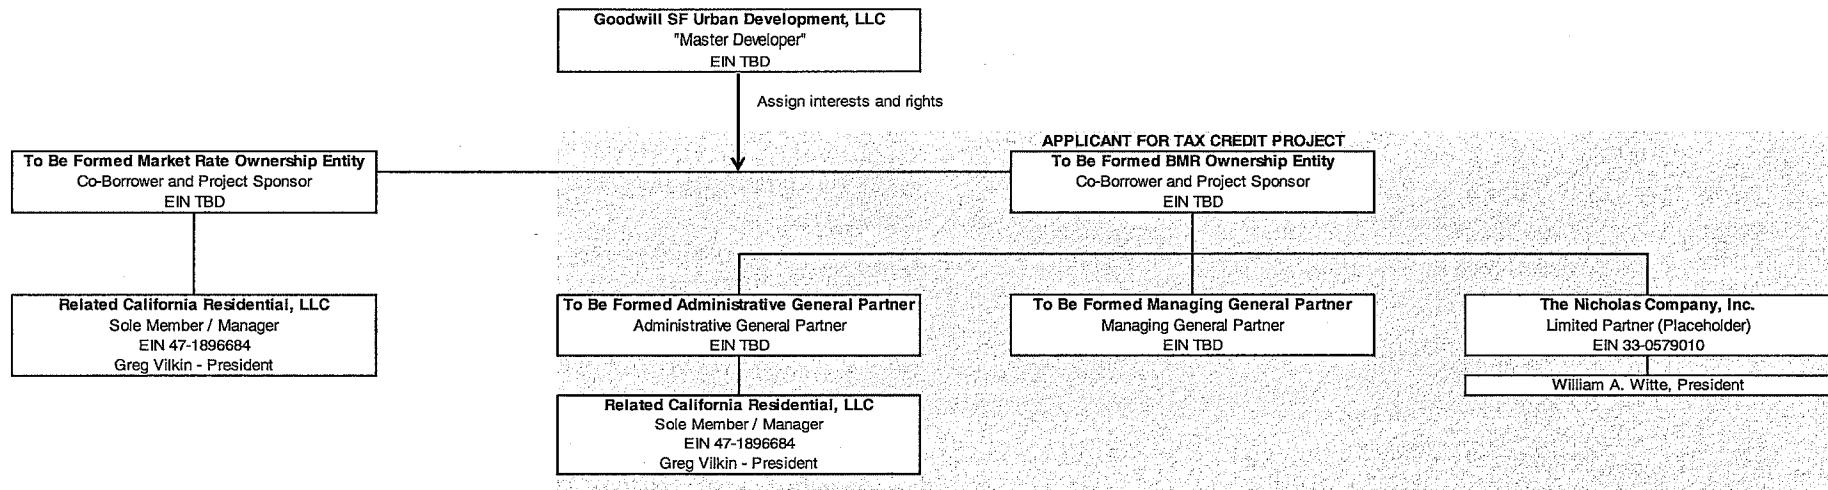 Goodwill SF Urban Development, LLC
"Master Developer"
EIN TBD
Assign interests and rights
To Be Formed Market Rate Ownership Entity
Co-Borrower and Project Sponsor
EIN TBD
APPLICANT FOR TAX CREDIT PROJECT
To Be Formed BMR Ownership Entity
Co-Borrower and Project Sponsor
EIN TBD
Related California Residential, LLC
Sole Member / Manager
EIN 47-1896684
Greg Vilkin - President
To Be Formed Administrative General Partner
Administrative General Partner
EIN TBD
To Be Formed Managing General Partner
Managing General Partner
EIN TBD
The Nicholas Company, Inc.
Limited Partner (Placeholder)
EIN 33-0579010
William A. Witte, President
Related California Residential, LLC
Sole Member / Manager
EIN 47-1896684
Greg Vilkin - President